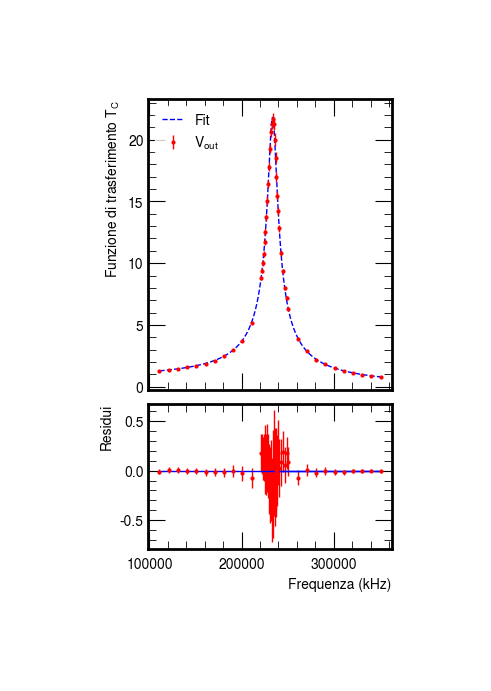 Funzione di trasferimento T_C
Fit
V_out
20
15
10
5
0
Residui
0.5
0.0
-0.5
100000
200000
300000
Frequenza (kHz)